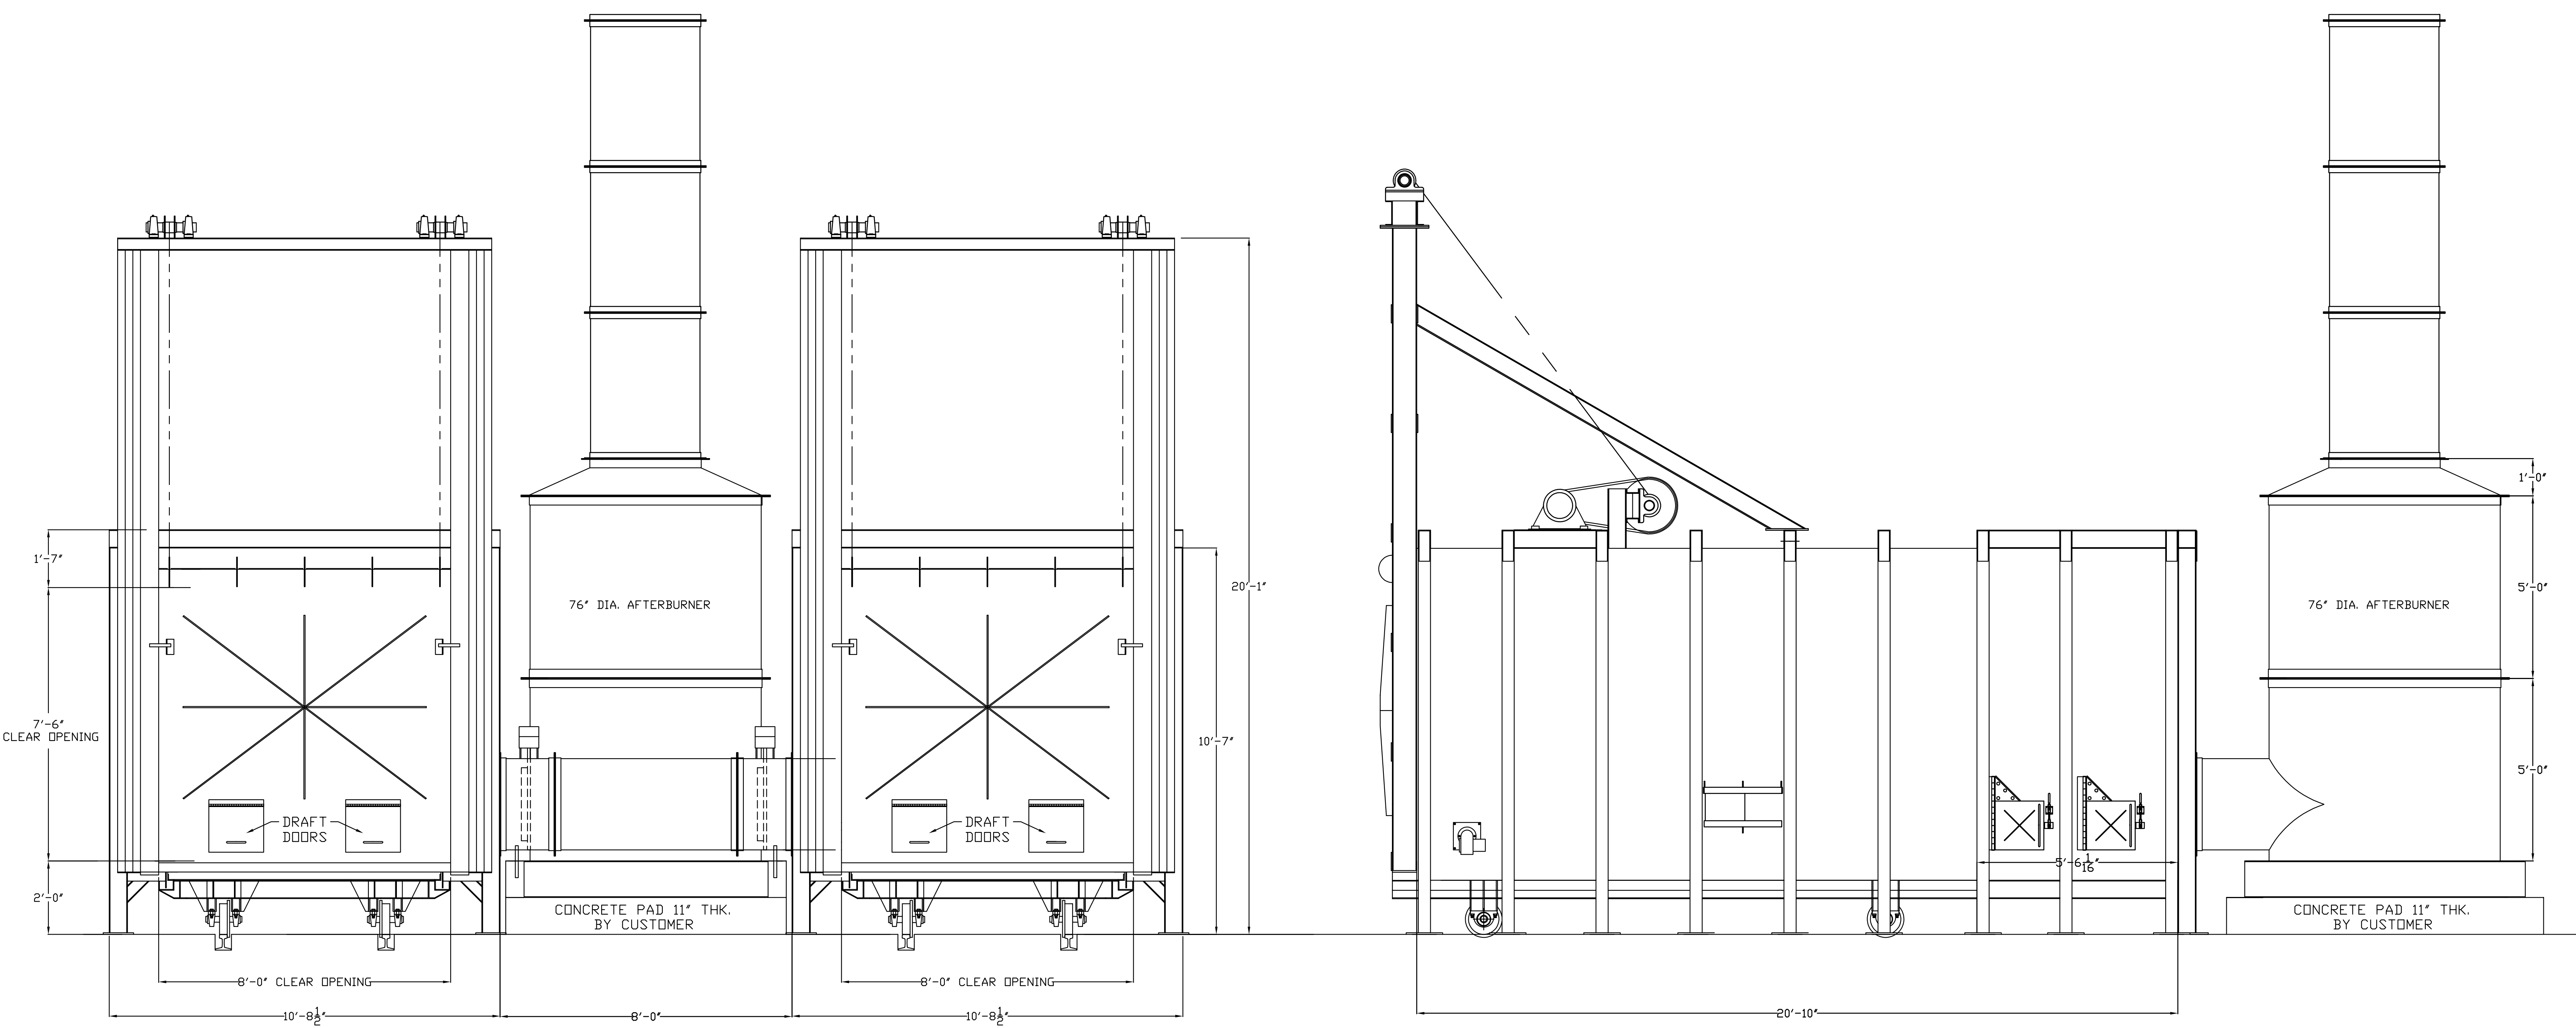 1'-7"
7'-6"
CLEAR OPENING
2'-0"
DRAFT
DOORS
8'-0" CLEAR OPENING
10'-8 1/2"
76" DIA. AFTERBURNER
CONCRETE PAD 11" THK.
BY CUSTOMER
8'-0"
DRAFT
DOORS
8'-0" CLEAR OPENING
10'-8 1/2"
20'-1"
10'-7"
5'-6 1/16"
20'-10"
76" DIA. AFTERBURNER
1'-0"
5'-0"
5'-0"
CONCRETE PAD 11" THK.
BY CUSTOMER